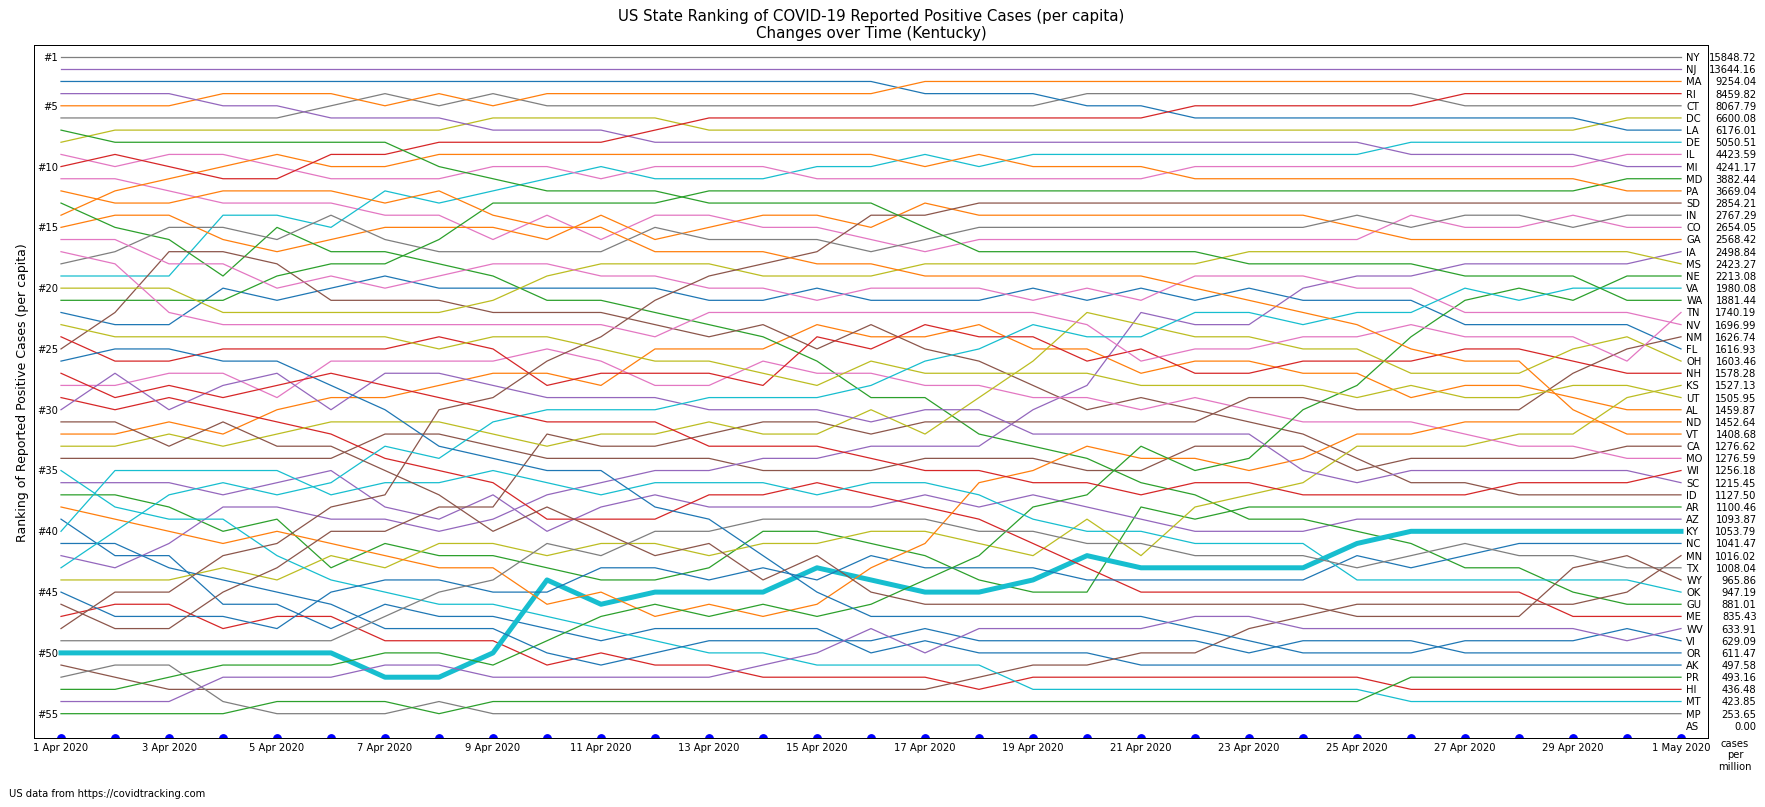 US State Ranking of COVID-19 Reported Positive Cases (per capita)
Changes over Time (Kentucky)
Ranking of Reported Positive Cases (per capita)
#1
#5
#10
#15
#20
#25
#30
#35
#40
#45
#50
#55
NY 15848.72
NJ 13644.16
MA 9254.04
RI 8459.82
CT 8067.79
DC 6600.08
LA 6176.01
DE 5050.51
IL 4423.59
MI 4241.17
MD 3882.44
PA 3669.04
SD 2854.21
IN 2767.29
CO 2654.05
GA 2568.42
IA 2498.84
MS 2423.27
NE 2213.08
VA 1980.08
WA 1881.44
TN 1740.19
NV 1696.99
NM 1626.74
FL 1616.93
OH 1603.46
NH 1578.28
KS 1527.13
UT 1505.95
AL 1459.87
ND 1452.64
VT 1408.68
CA 1276.62
MO 1276.59
WI 1256.18
SC 1215.45
ID 1127.50
AR 1100.46
AZ 1093.87
KY 1053.79
NC 1041.47
MN 1016.02
TX 1008.04
WY 965.86
OK 947.19
GU 881.01
ME 835.43
WV 633.91
VI 629.09
OR 611.47
AK 497.58
PR 493.16
HI 436.48
MT 423.85
MP 253.65
AS 0.00
1 Apr 2020 3 Apr 2020 5 Apr 2020 7 Apr 2020 9 Apr 2020 11 Apr 2020 13 Apr 2020 15 Apr 2020 17 Apr 2020 19 Apr 2020 21 Apr 2020 23 Apr 2020 25 Apr 2020 27 Apr 2020 29 Apr 2020 1 May 2020
cases
per
million
US data from https://covidtracking.com